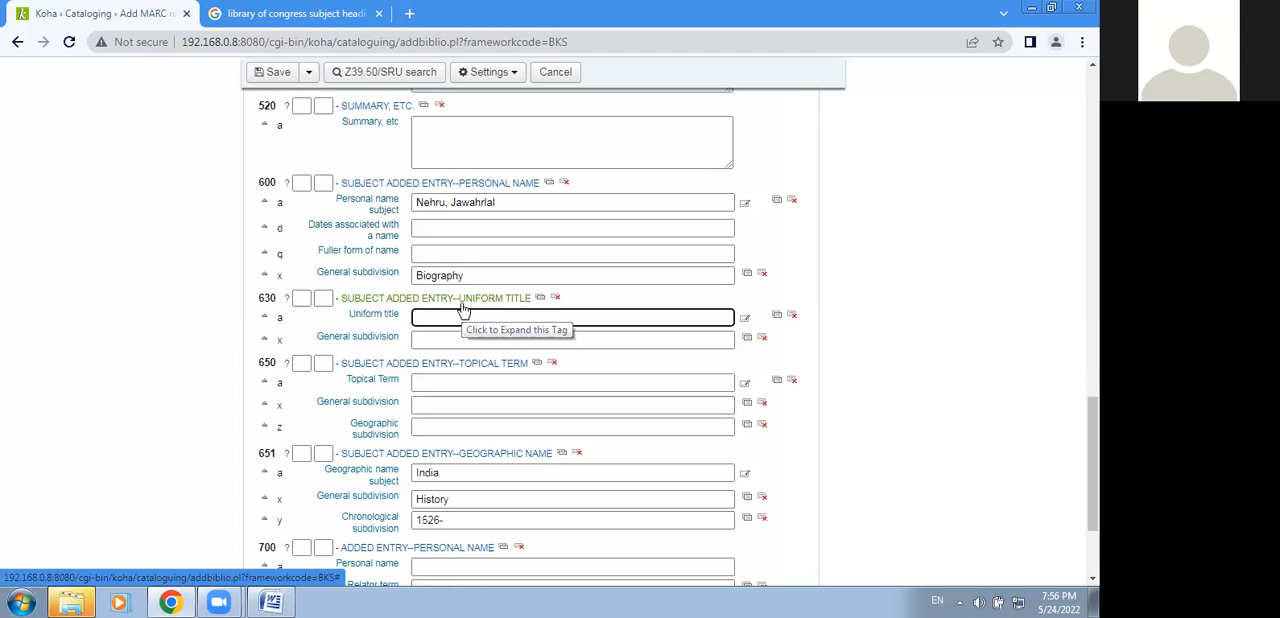 Koha › Cataloging › Add MARC r
library of congress subject headi
Not secure
192.168.0.8:8080/cgi-bin/koha/cataloguing/addbiblio.pl?frameworkcode=BKS
Save
Z39.50/SRU search
Settings
Cancel
520 ? - SUMMARY, ETC.
a Summary, etc
600 ? - SUBJECT ADDED ENTRY--PERSONAL NAME
a Personal name subject Nehru, Jawahrlal
d Dates associated with a name
q Fuller form of name
x General subdivision Biography
630 ? - SUBJECT ADDED ENTRY--UNIFORM TITLE
a Uniform title
Click to Expand this Tag
x General subdivision
650 ? - SUBJECT ADDED ENTRY--TOPICAL TERM
a Topical Term
x General subdivision
z Geographic subdivision
651 ? - SUBJECT ADDED ENTRY--GEOGRAPHIC NAME
a Geographic name subject India
x General subdivision History
y Chronological subdivision 1526-
700 ? - ADDED ENTRY--PERSONAL NAME
a Personal name
Relator term
192.168.0.8:8080/cgi-bin/koha/cataloguing/addbiblio.pl?frameworkcode=BKS#
EN
7:56 PM
5/24/2022